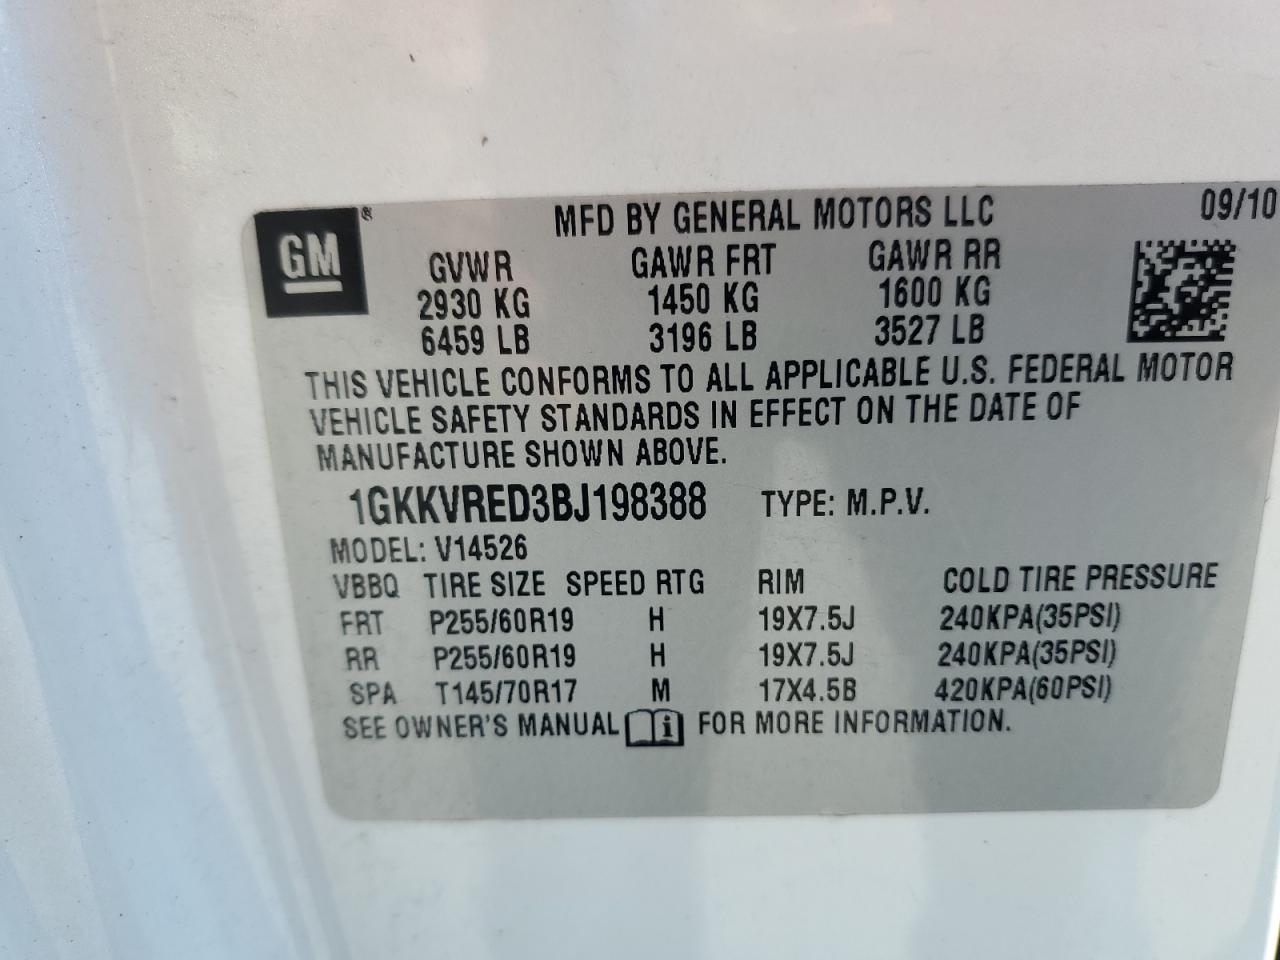 GM® MFD BY GENERAL MOTORS LLC 09/10
GVWR GAWR FRT GAWR RR
2930 KG 1450 KG 1600 KG
6459 LB 3196 LB 3527 LB
THIS VEHICLE CONFORMS TO ALL APPLICABLE U.S. FEDERAL MOTOR
VEHICLE SAFETY STANDARDS IN EFFECT ON THE DATE OF
MANUFACTURE SHOWN ABOVE.
1GKKVRED3BJ198388 TYPE: M.P.V.
MODEL: V14526
VBBQ TIRE SIZE SPEED RTG RIM COLD TIRE PRESSURE
FRT P255/60R19 H 19X7.5J 240KPA(35PSI)
RR P255/60R19 H 19X7.5J 240KPA(35PSI)
SPA T145/70R17 M 17X4.5B 420KPA(60PSI)
SEE OWNER'S MANUAL i FOR MORE INFORMATION.